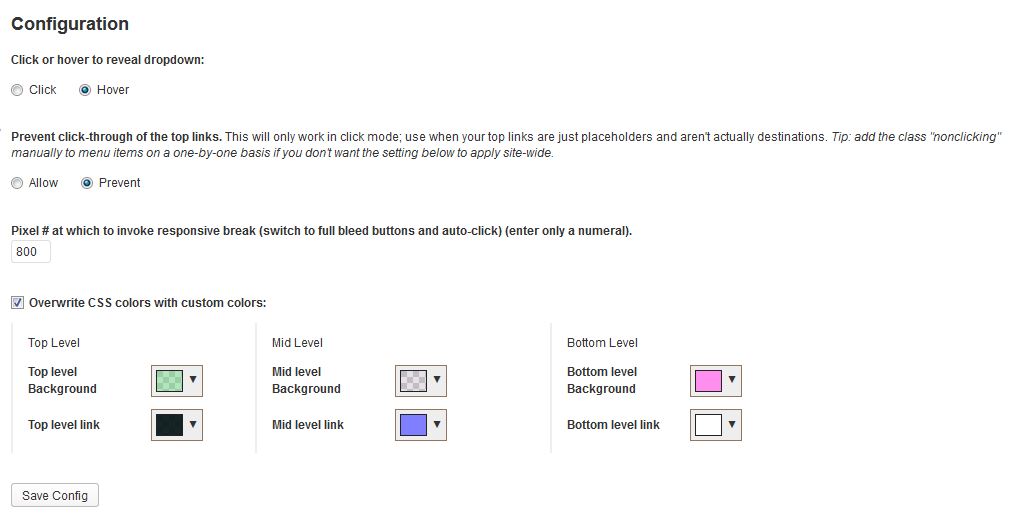 Configuration
Click or hover to reveal dropdown:
Click Hover
Prevent click-through of the top links. This will only work in click mode; use when your top links are just placeholders and aren't actually destinations. Tip: add the class "nonclicking"
manually to menu items on a one-by-one basis if you don't want the setting below to apply site-wide.
Allow Prevent
Pixel # at which to invoke responsive break (switch to full bleed buttons and auto-click) (enter only a numeral).
800
Overwrite CSS colors with custom colors:
Top Level
Top level
Background
Top level link
Mid Level
Mid level
Background
Mid level link
Bottom Level
Bottom level
Background
Bottom level link
Save Config